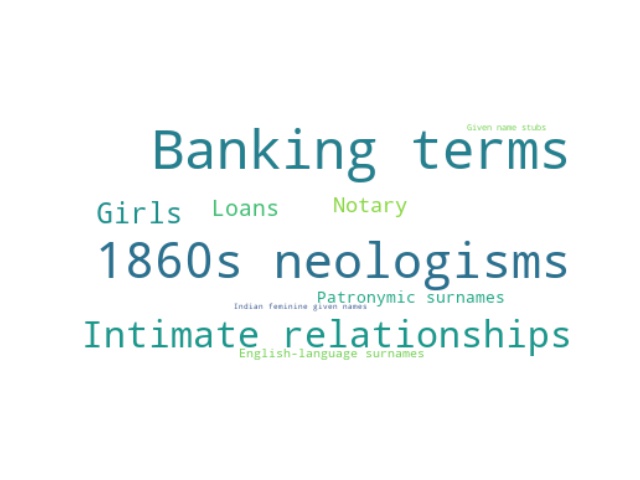 Given name stubs
Banking terms
Girls Loans Notary
1860s neologisms
Patronymic surnames
Indian feminine given names
Intimate relationships
English-language surnames